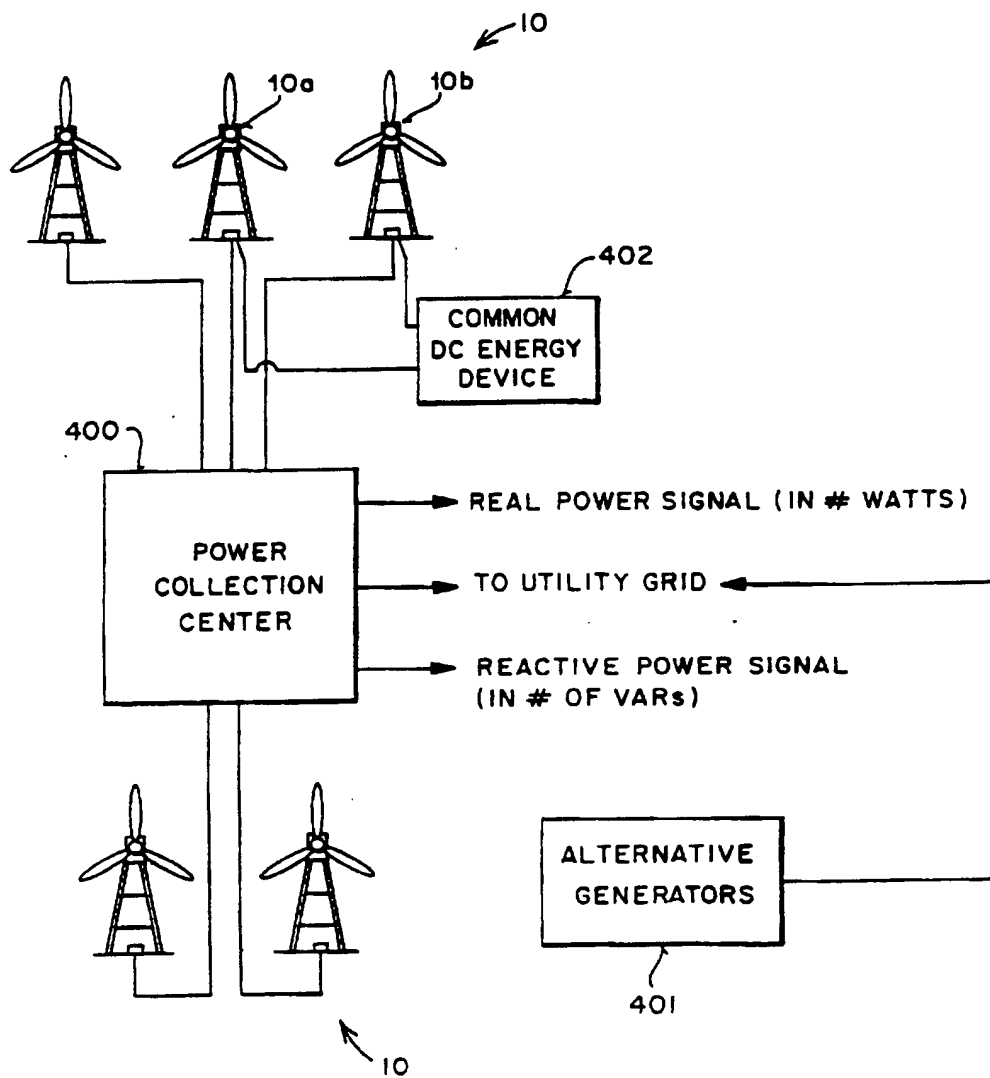 10
10a
10b
402
COMMON
DC ENERGY
DEVICE
400
POWER
COLLECTION
CENTER
REAL POWER SIGNAL (IN # WATTS)
TO UTILITY GRID
REACTIVE POWER SIGNAL
(IN # OF VARs)
ALTERNATIVE
GENERATORS
401
10